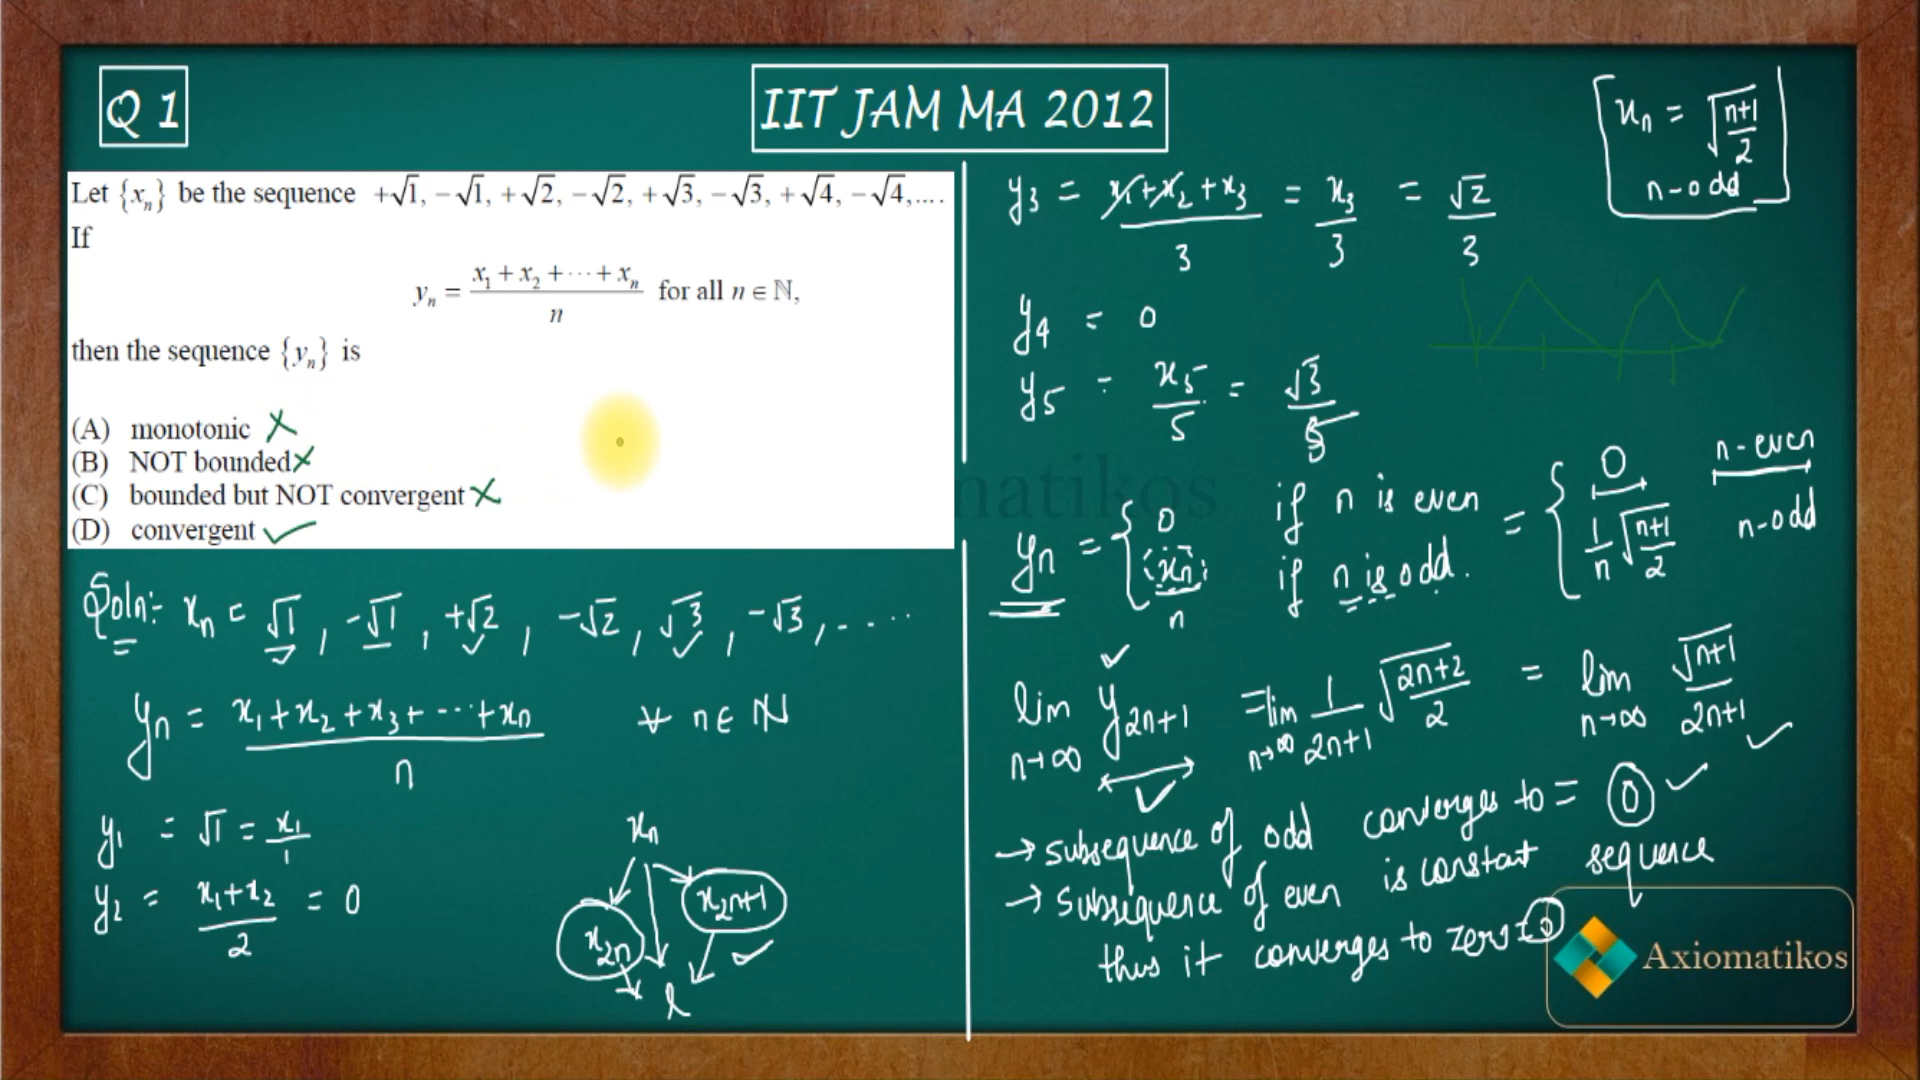 Q 1
IIT JAM MA 2012
Let {xₙ} be the sequence +√1, −√1, +√2, −√2, +√3, −√3, +√4, −√4,....
If
yₙ = (x₁ + x₂ + ⋯ + xₙ)/n for all n ∈ ℕ,
then the sequence {yₙ} is
(A) monotonic ✗
(B) NOT bounded ✗
(C) bounded but NOT convergent ✗
(D) convergent ✓
Soln:- xₙ = √1, −√1, +√2, −√2, √3, −√3, ....
yₙ = (x₁+x₂+x₃+⋯+xₙ)/n ∀ n∈ℕ
y₁ = √1 = x₁/1
y₂ = (x₁+x₂)/2 = 0
xₙ
x₂ₙ x₂ₙ₊₁
l
xₙ = √((n+1)/2)
n-odd
y₃ = (x₁+x₂+x₃)/3 = x₃/3 = √2/3
y₄ = 0
y₅ = x₅/5 = √3/5
yₙ = { 0 if n is even = { 0 n-even
xₙ/n if n is odd. (1/n)√((n+1)/2) n-odd
lim n→∞ y₂ₙ₊₁ = lim n→∞ 1/(2n+1) √((2n+2)/2) = lim n→∞ √(n+1)/(2n+1)
→ subsequence of odd converges to = 0
→ subsequence of even is constant sequence
thus it converges to zero = 0
Axiomatikos